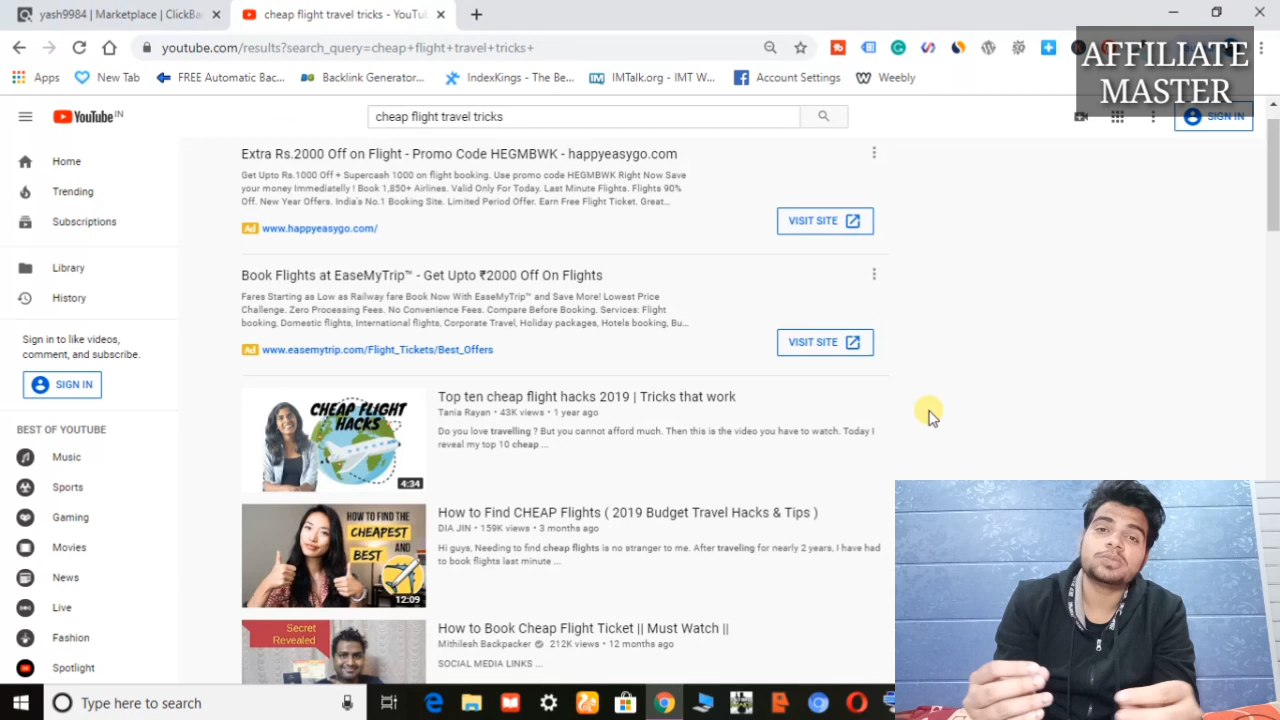 yash9984 | Marketplace | ClickBa
cheap flight travel tricks - YouTu
youtube.com/results?search_query=cheap+flight+travel+tricks+
Apps
New Tab
FREE Automatic Bac...
Backlink Generator...
IndexKings - The Be...
IMTalk.org - IMT W...
Account Settings
Weebly
AFFILIATE
MASTER
YouTube IN
cheap flight travel tricks
SIGN IN
Home
Trending
Subscriptions
Library
History
Sign in to like videos,
comment, and subscribe.
SIGN IN
BEST OF YOUTUBE
Music
Sports
Gaming
Movies
News
Live
Fashion
Spotlight
Extra Rs.2000 Off on Flight - Promo Code HEGMBWK - happyeasygo.com
Get Upto Rs.1000 Off + Supercash 1000 on flight booking. Use promo code HEGMBWK Right Now Save
your money Immediatelly ! Book 1,850+ Airlines. Valid Only For Today. Last Minute Flights. Flights 90%
Off. New Year Offers. India's No.1 Booking Site. Limited Period Offer. Earn Free Flight Ticket. Great...
Ad www.happyeasygo.com/
VISIT SITE
Book Flights at EaseMyTrip™ - Get Upto ₹2000 Off On Flights
Fares Starting as Low as Railway fare Book Now With EaseMyTrip™ and Save More! Lowest Price
Challenge. Zero Processing Fees. No Convenience Fees. Compare Before Booking. Services: Flight
booking, Domestic flights, International flights, Corporate Travel, Holiday packages, Hotels booking, Bu...
Ad www.easemytrip.com/Flight_Tickets/Best_Offers
VISIT SITE
CHEAP FLIGHT
HACKS
4:34
Top ten cheap flight hacks 2019 | Tricks that work
Tania Rayan • 43K views • 1 year ago
Do you love travelling ? But you cannot afford much. Then this is the video you have to watch. Today I
reveal my top 10 cheap ...
HOW TO FIND THE
CHEAPEST
AND
BEST
12:09
How to Find CHEAP Flights ( 2019 Budget Travel Hacks & Tips )
DIA JIN • 159K views • 3 months ago
Hi guys, Needing to find cheap flights is no stranger to me. After traveling for nearly 2 years, I have had
to book flights last minute ...
Secret
Revealed
How to Book Cheap Flight Ticket || Must Watch ||
Mithilesh Backpacker • 212K views • 12 months ago
SOCIAL MEDIA LINKS ...
Type here to search